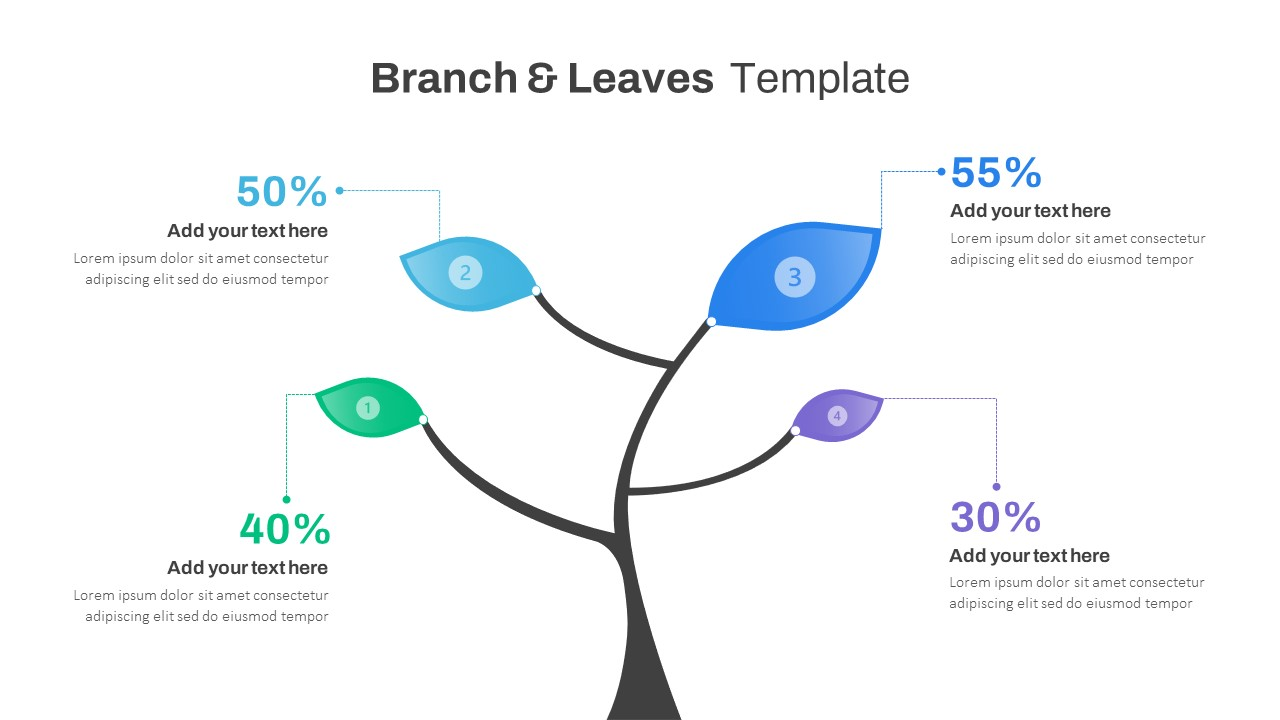 Branch & Leaves Template
50%
Add your text here
Lorem ipsum dolor sit amet consectetur
adipiscing elit sed do eiusmod tempor
2
55%
Add your text here
Lorem ipsum dolor sit amet consectetur
adipiscing elit sed do eiusmod tempor
3
1
40%
Add your text here
Lorem ipsum dolor sit amet consectetur
adipiscing elit sed do eiusmod tempor
4
30%
Add your text here
Lorem ipsum dolor sit amet consectetur
adipiscing elit sed do eiusmod tempor